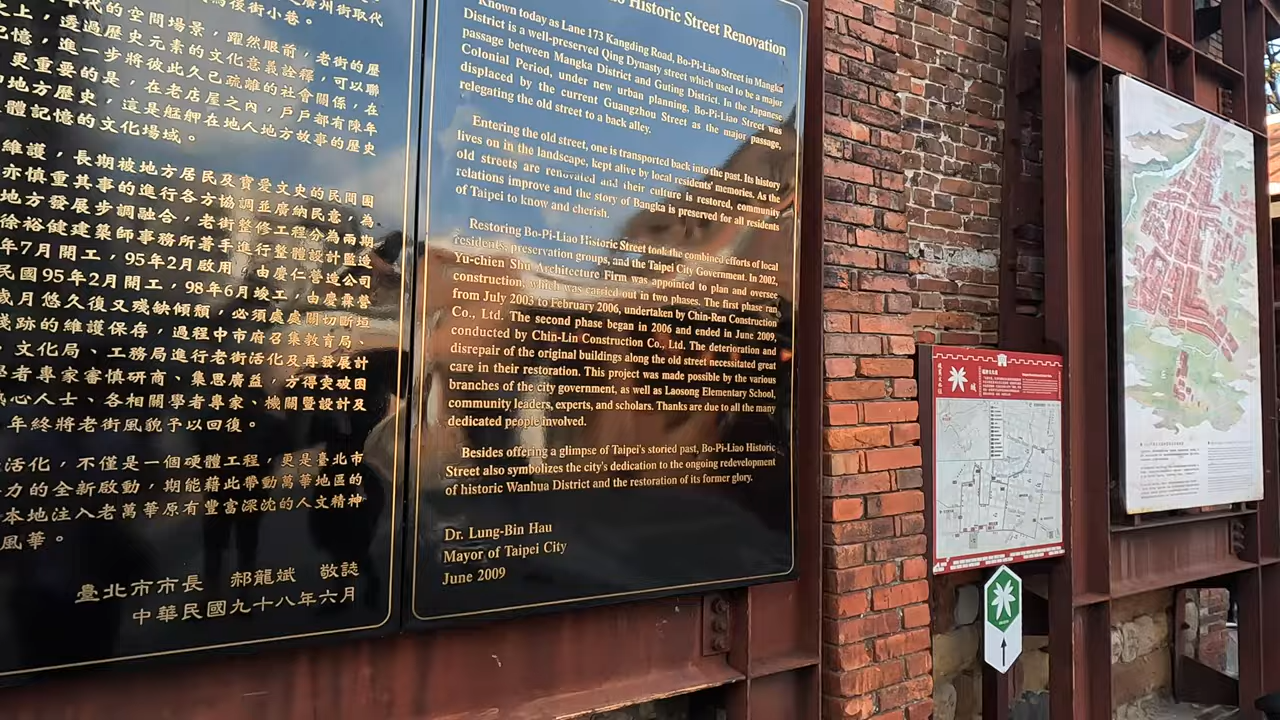 廣州街取代
為後街小巷。
年代的空間場景，躍然眼前，老街的歷
上，透過歷史元素的文化意義詮釋，可以聯
記憶，進一步將彼此久已疏離的社會關係，在
更重要的是，在老店屋之內，戶戶都有陳年
地方歷史，這是艋舺在地人地方故事的歷史
體記憶的文化場域。
維護，長期被地方居民及寶愛文史的民間團
亦慎重其事的進行各方協調並廣納民意，為
地方發展步調融合，老街整修工程分為兩期
徐裕健建築師事務所著手進行整體設計監造
年7月開工，95年2月啟用，由慶仁營造公司
民國95年2月開工，98年6月竣工，由慶霖營
歲月悠久復又殘缺傾頹，必須處處關切斷垣
殘跡的維護保存，過程中市府召集教育局、
文化局、工務局進行老街活化及再發展計
學者專家審慎研商、集思廣益，方得突破困
熱心人士、各相關學者專家、機關暨設計及
年終將老街風貌予以回復。
活化，不僅是一個硬體工程，更是臺北市
力的全新啟動，期能藉此帶動萬華地區的
本地注入老萬華原有豐富深沈的人文精神
風華。
臺北市市長 郝龍斌 敬誌
中華民國九十八年六月
Historic Street Renovation
Known today as Lane 173 Kangding Road, Bo-Pi-Liao Street in Mangka
District is a well-preserved Qing Dynasty street which used to be a major
passage between Mangka District and Guting District. In the Japanese
Colonial Period, under new urban planning, Bo-Pi-Liao Street was
displaced by the current Guangzhou Street as the major passage,
relegating the old street to a back alley.
Entering the old street, one is transported back into the past. Its history
lives on in the landscape, kept alive by local residents' memories. As the
old streets are renovated and their culture is restored, community
relations improve and the story of Bangka is preserved for all residents
of Taipei to know and cherish.
Restoring Bo-Pi-Liao Historic Street took the combined efforts of local
residents, preservation groups, and the Taipei City Government. In 2002,
Yu-chien Shu Architecture Firm was appointed to plan and oversee
construction, which was carried out in two phases. The first phase ran
from July 2003 to February 2006, undertaken by Chin-Ren Construction
Co., Ltd. The second phase began in 2006 and ended in June 2009,
conducted by Chin-Lin Construction Co., Ltd. The deterioration and
disrepair of the original buildings along the old street necessitated great
care in their restoration. This project was made possible by the various
branches of the city government, as well as Laosong Elementary School,
community leaders, experts, and scholars. Thanks are due to all the many
dedicated people involved.
Besides offering a glimpse of Taipei's storied past, Bo-Pi-Liao Historic
Street also symbolizes the city's dedication to the ongoing redevelopment
of historic Wanhua District and the restoration of its former glory.
Dr. Lung-Bin Hau
Mayor of Taipei City
June 2009